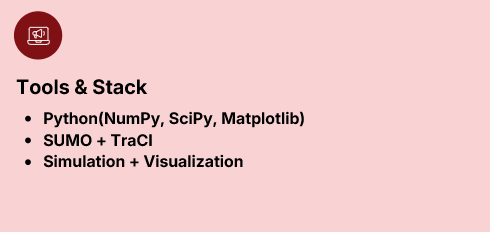 Tools & Stack
• Python(NumPy, SciPy, Matplotlib)
• SUMO + TraCI
• Simulation + Visualization